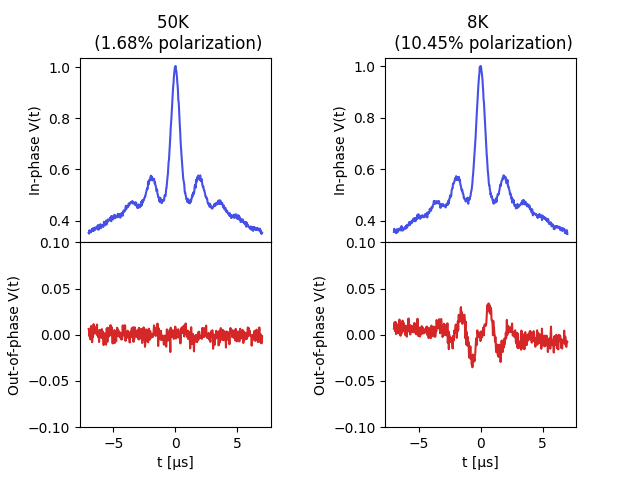 50K
(1.68% polarization)
8K
(10.45% polarization)
In-phase V(t)
1.0
0.8
0.6
0.4
In-phase V(t)
1.0
0.8
0.6
0.4
Out-of-phase V(t)
0.10
0.05
0.00
−0.05
−0.10
−5
0
5
t [µs]
Out-of-phase V(t)
0.10
0.05
0.00
−0.05
−0.10
−5
0
5
t [µs]